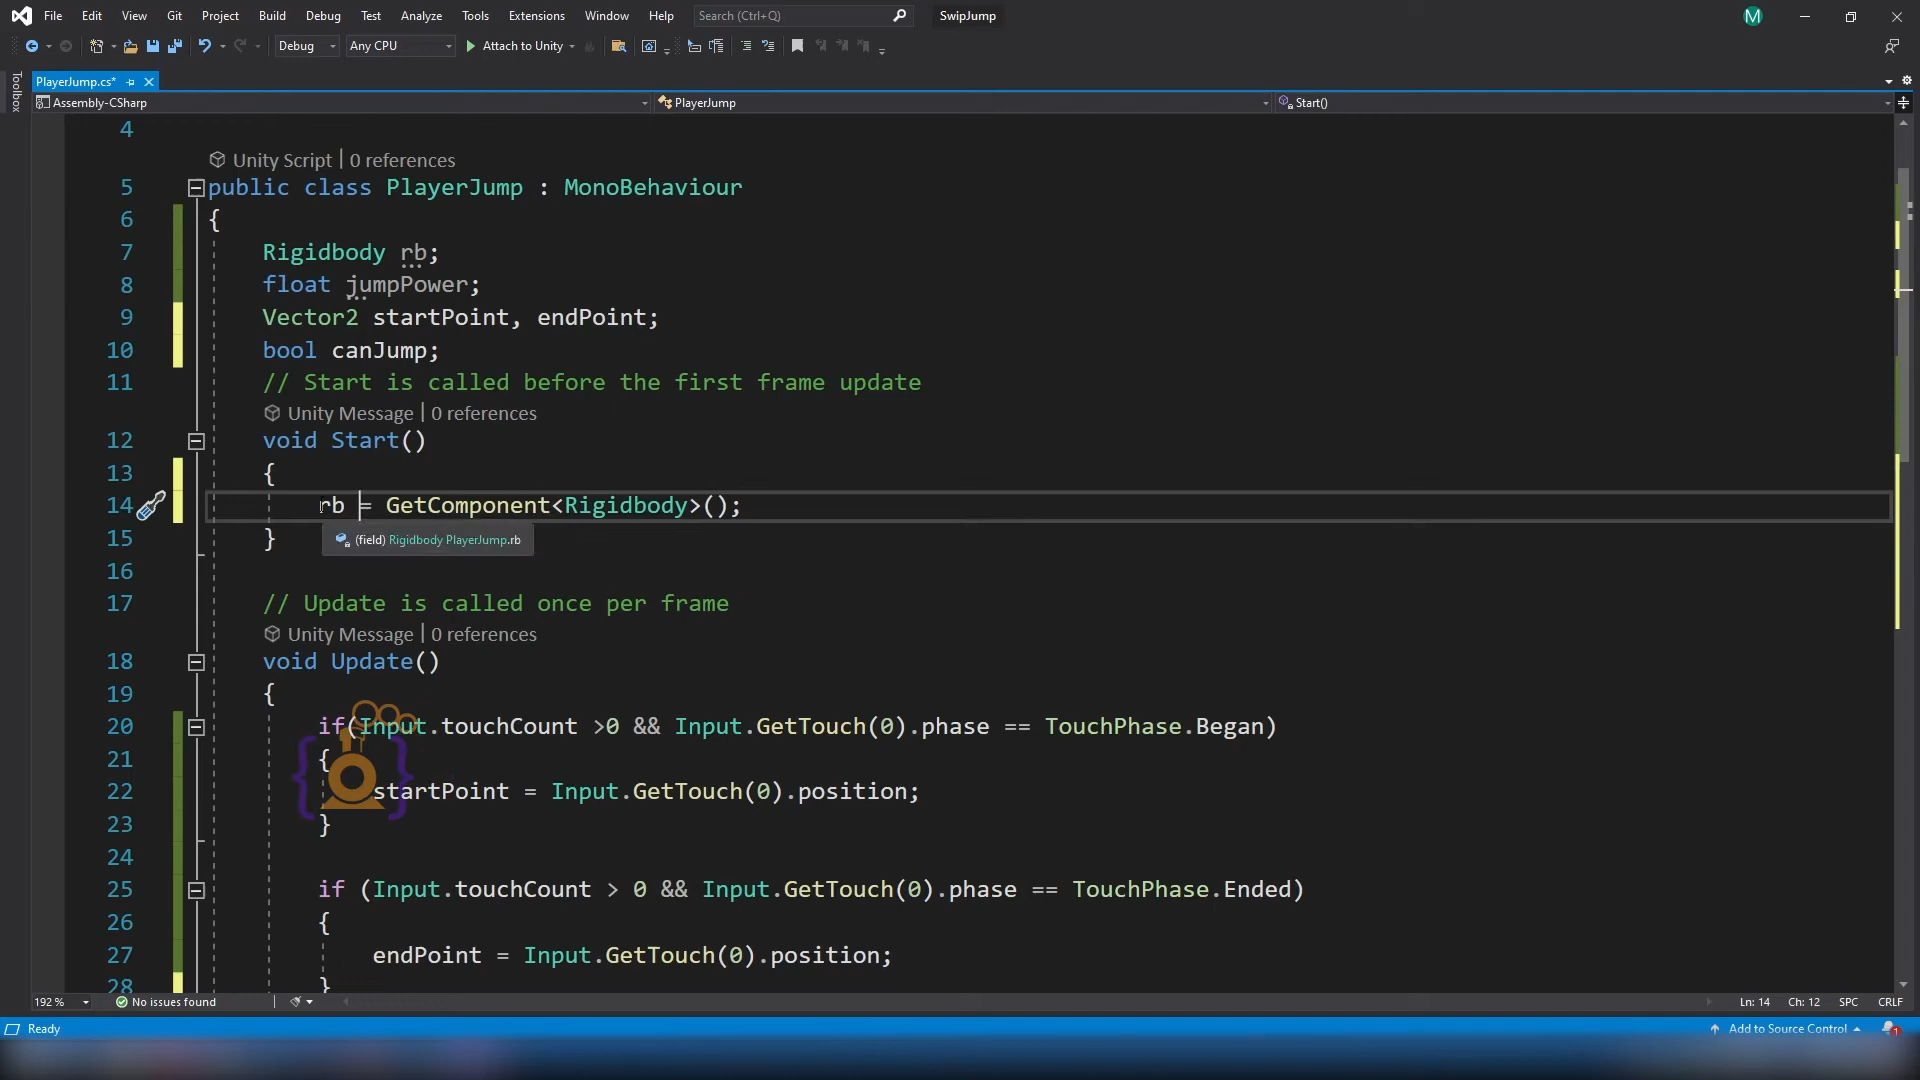 File Edit View Git Project Build Debug Test Analyze Tools Extensions Window Help Search (Ctrl+Q) SwipJump M
Debug Any CPU Attach to Unity
Toolbox
PlayerJump.cs*
Assembly-CSharp PlayerJump Start()
4
Unity Script | 0 references
5 public class PlayerJump : MonoBehaviour
6 {
7 Rigidbody rb;
8 float jumpPower;
9 Vector2 startPoint, endPoint;
10 bool canJump;
11 // Start is called before the first frame update
Unity Message | 0 references
12 void Start()
13 {
14 rb = GetComponent<Rigidbody>();
15 }
(field) Rigidbody PlayerJump.rb
16
17 // Update is called once per frame
Unity Message | 0 references
18 void Update()
19 {
20 if(Input.touchCount >0 && Input.GetTouch(0).phase == TouchPhase.Began)
21 {
22 startPoint = Input.GetTouch(0).position;
23 }
24
25 if (Input.touchCount > 0 && Input.GetTouch(0).phase == TouchPhase.Ended)
26 {
27 endPoint = Input.GetTouch(0).position;
28 }
192 % No issues found Ln: 14 Ch: 12 SPC CRLF
Ready Add to Source Control 1